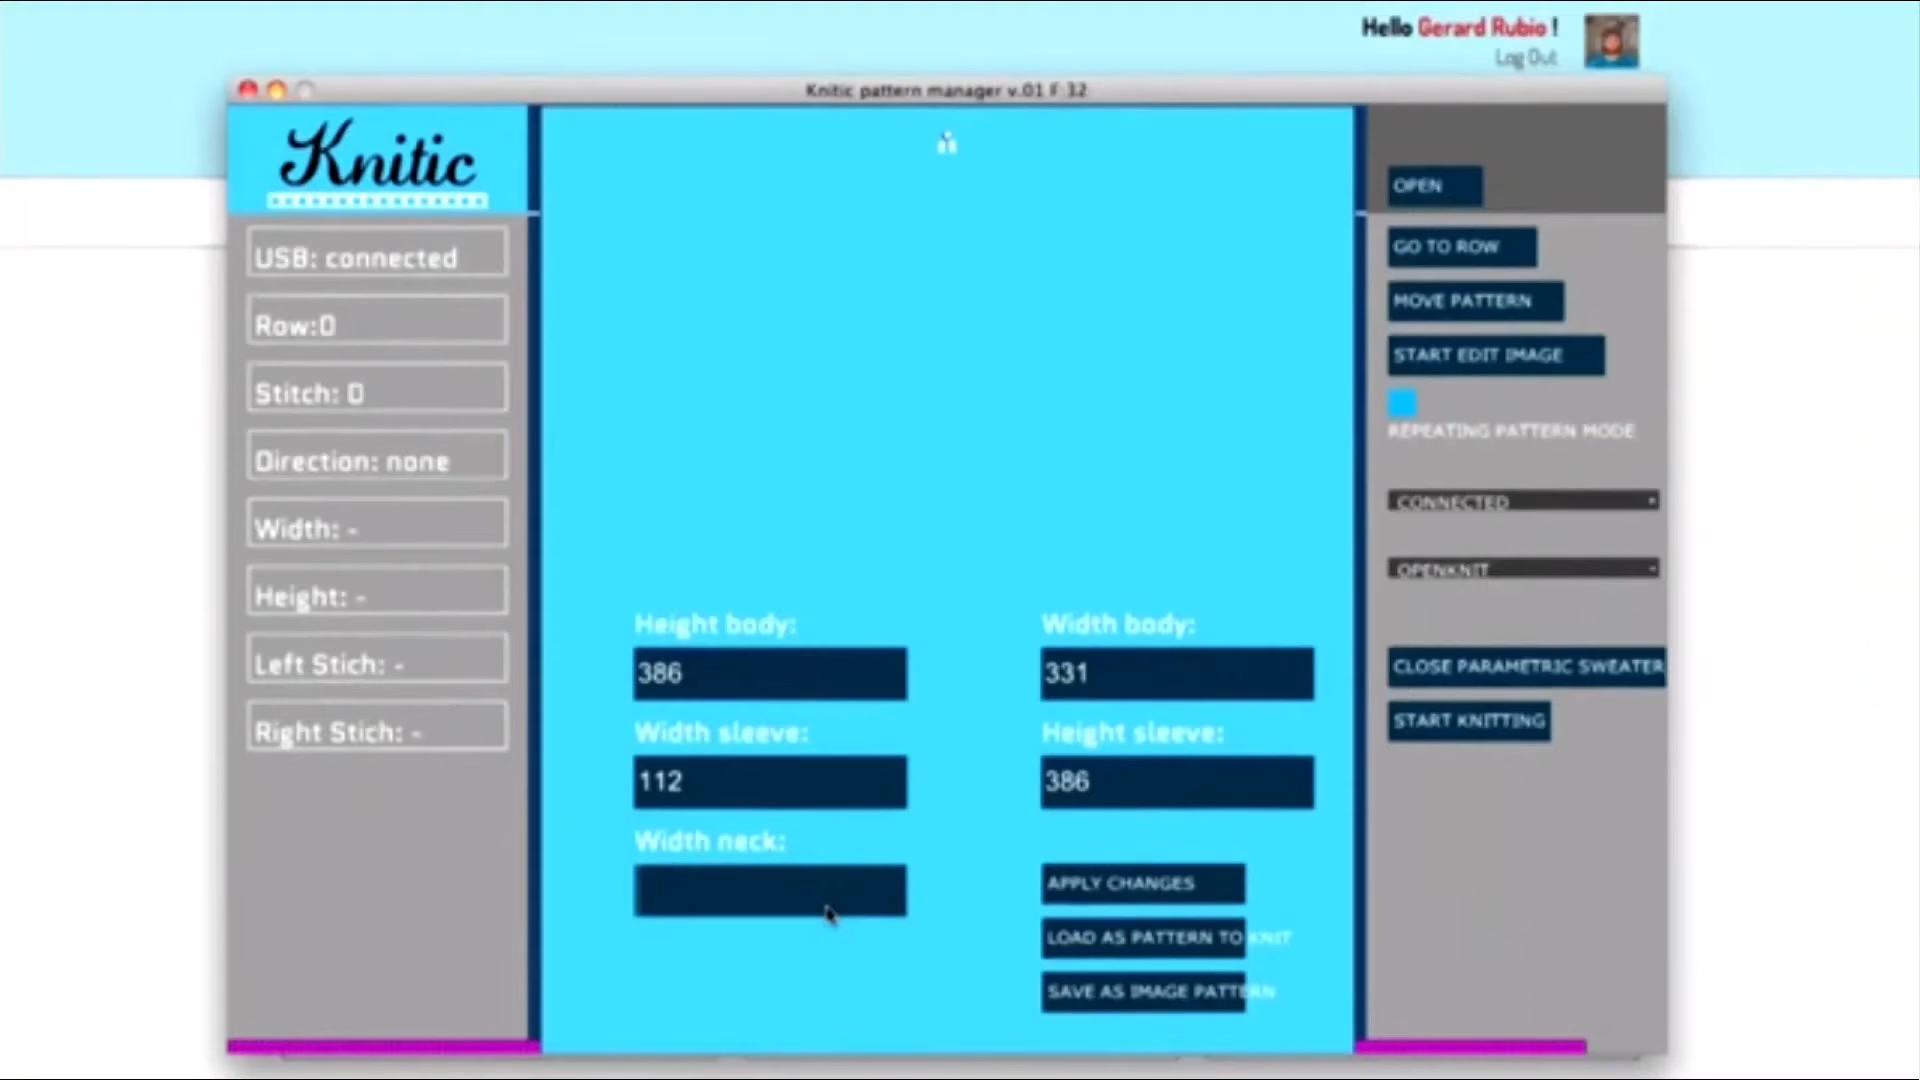 Hello Gerard Rubio !
Log Out
Knitic pattern manager v.01 F:32
Knitic
USB: connected
Row:0
Stitch: 0
Direction: none
Width: -
Height: -
Left Stich: -
Right Stich: -
Height body:
386
Width body:
331
Width sleeve:
112
Height sleeve:
386
Width neck:
APPLY CHANGES
LOAD AS PATTERN TO KNIT
SAVE AS IMAGE PATTERN
OPEN
GO TO ROW
MOVE PATTERN
START EDIT IMAGE
REPEATING PATTERN MODE
CONNECTED
OPENKNIT
CLOSE PARAMETRIC SWEATER
START KNITTING